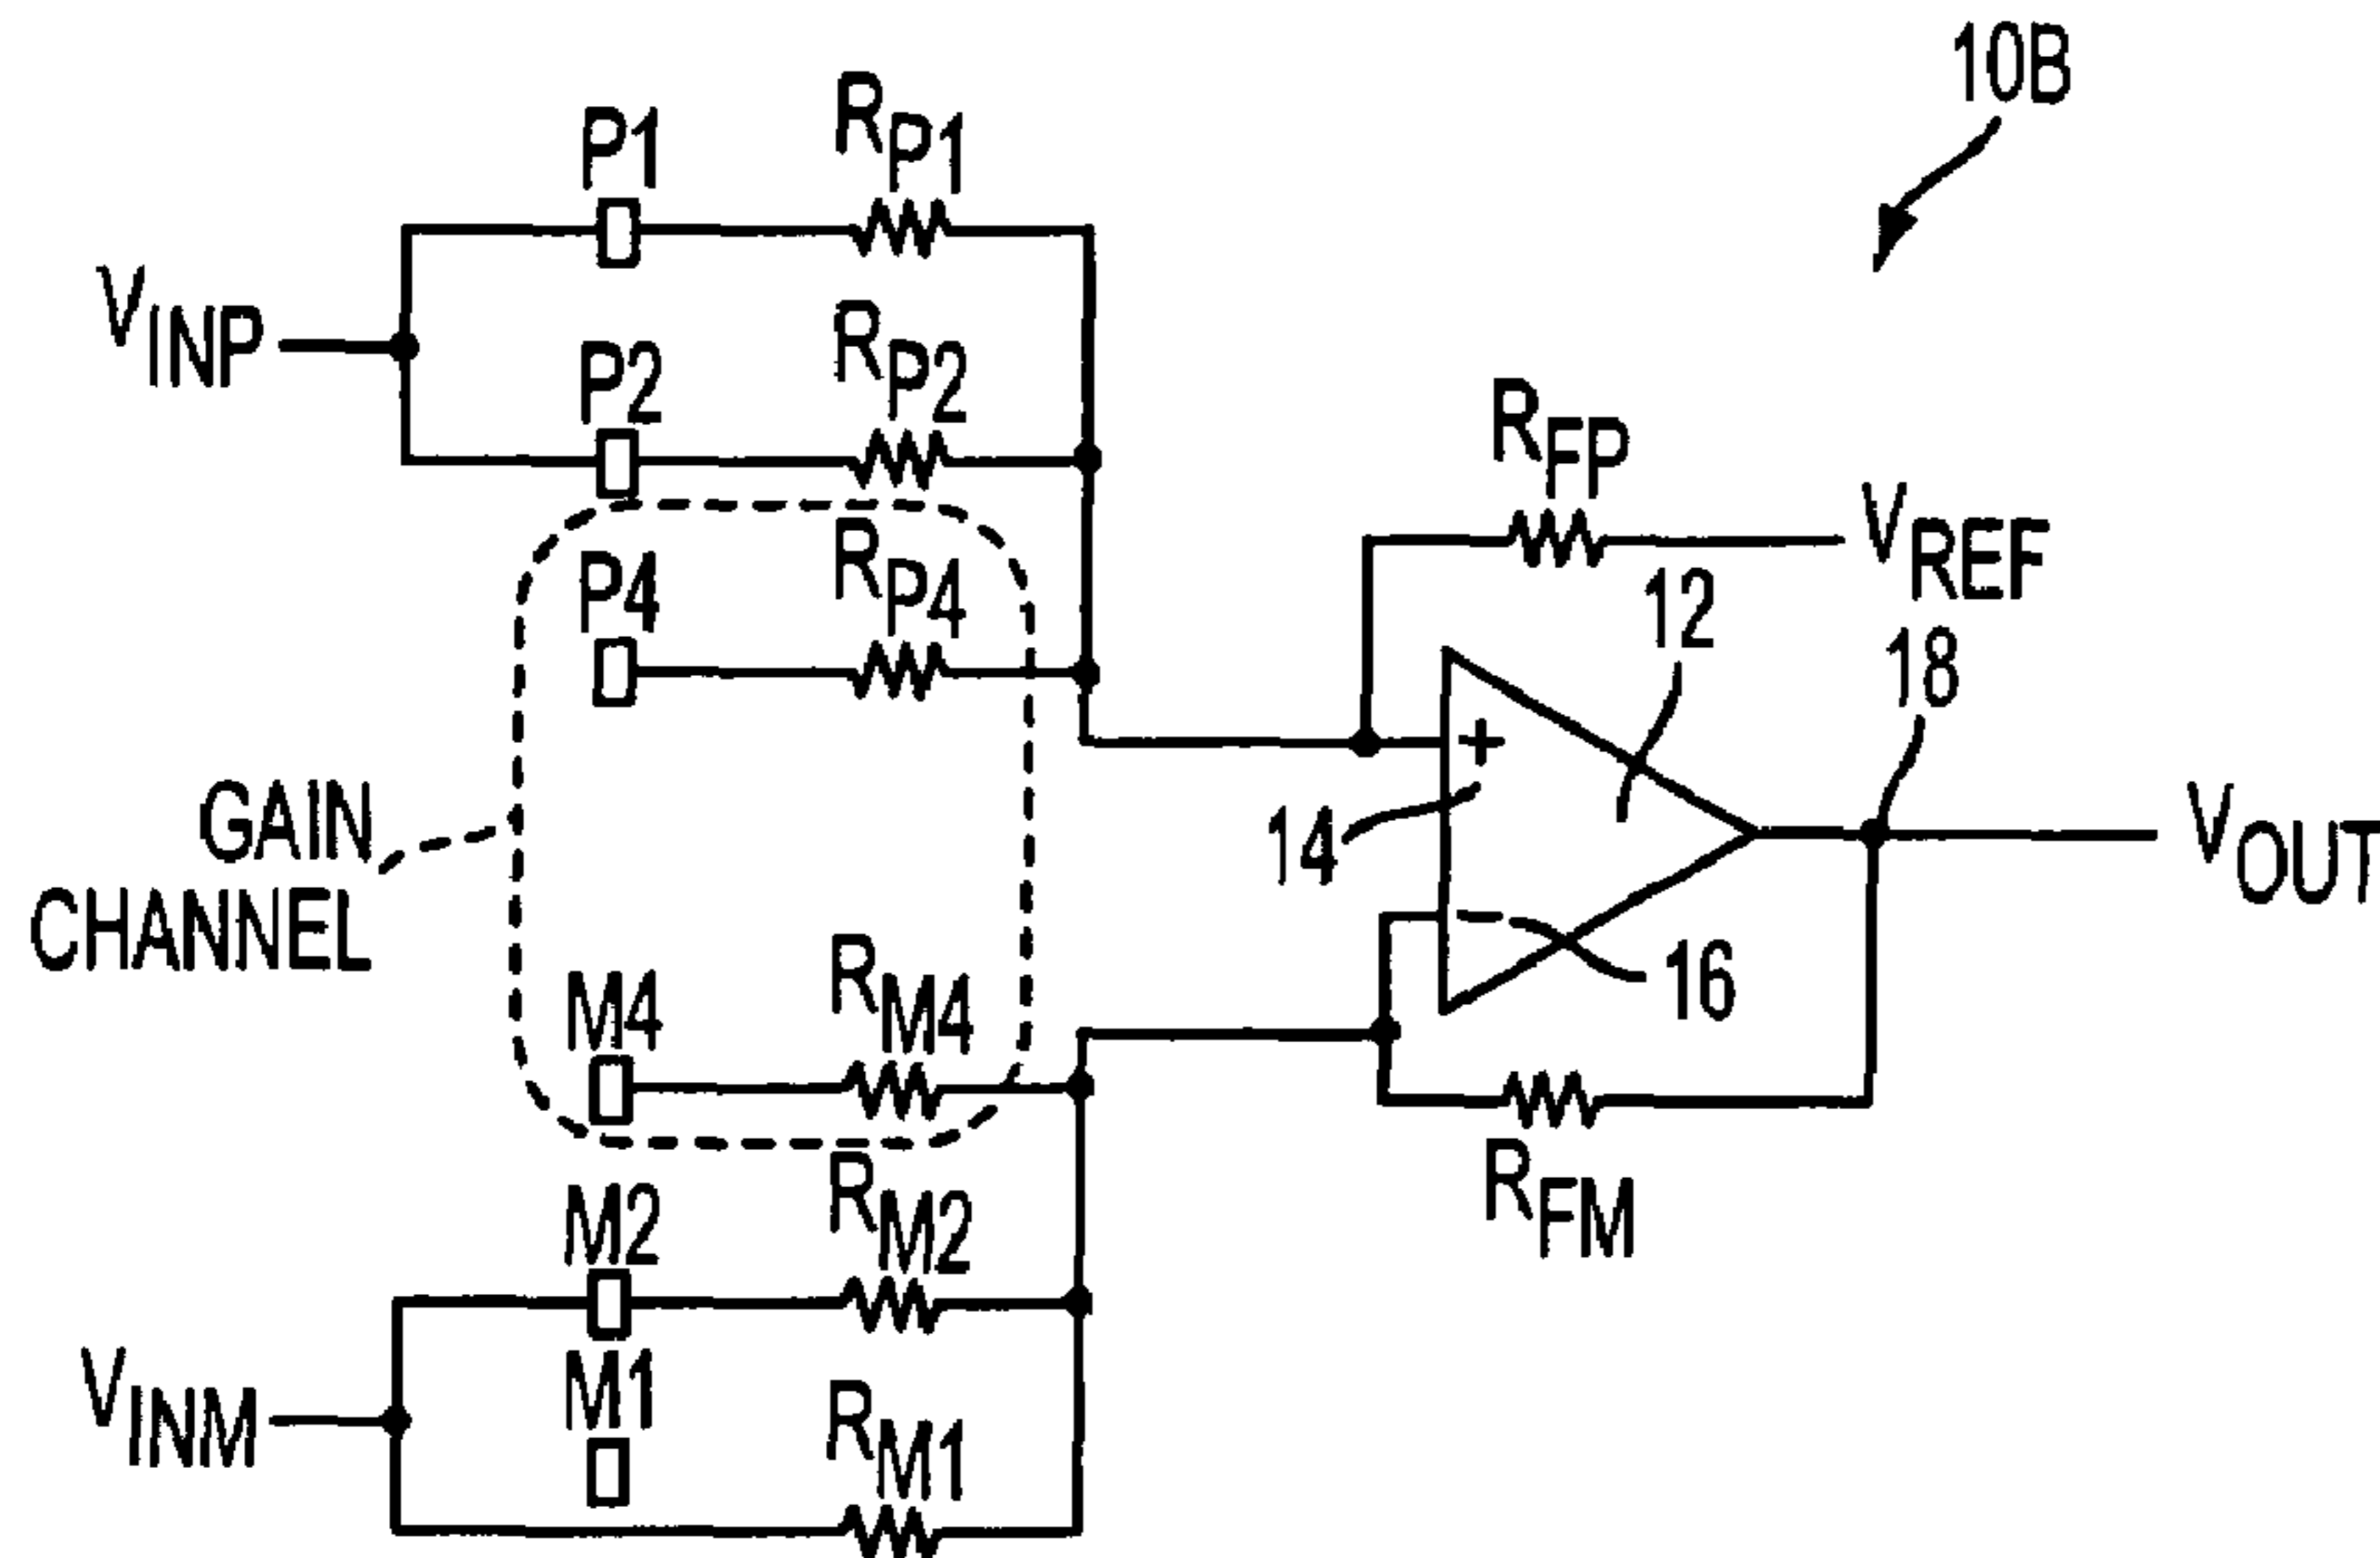 10B
P1
RP1
VINP
P2
RP2
RFP
VREF
P4
RP4
12
18
+
GAIN
CHANNEL
14
VOUT
−
16
M4
RM4
RFM
M2
RM2
VINM
M1
RM1